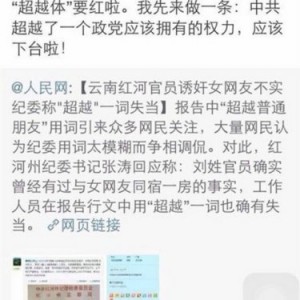 “超越体”要红啦。我先来做一条：中共
超越了一个政党应该拥有的权力，应该
下台啦！
@人民网:【云南红河官员诱奸女网友不实
纪委称“超越”一词失当】报告中“超越普通
朋友”用词引来众多网民关注，大量网民认
为纪委用词太模糊而争相调侃。对此，红
河州纪委书记张涛回应称：刘姓官员确实
曾经有过与女网友同宿一房的事实，工作
人员在报告行文中用“超越”一词也确有失
当。 网页链接